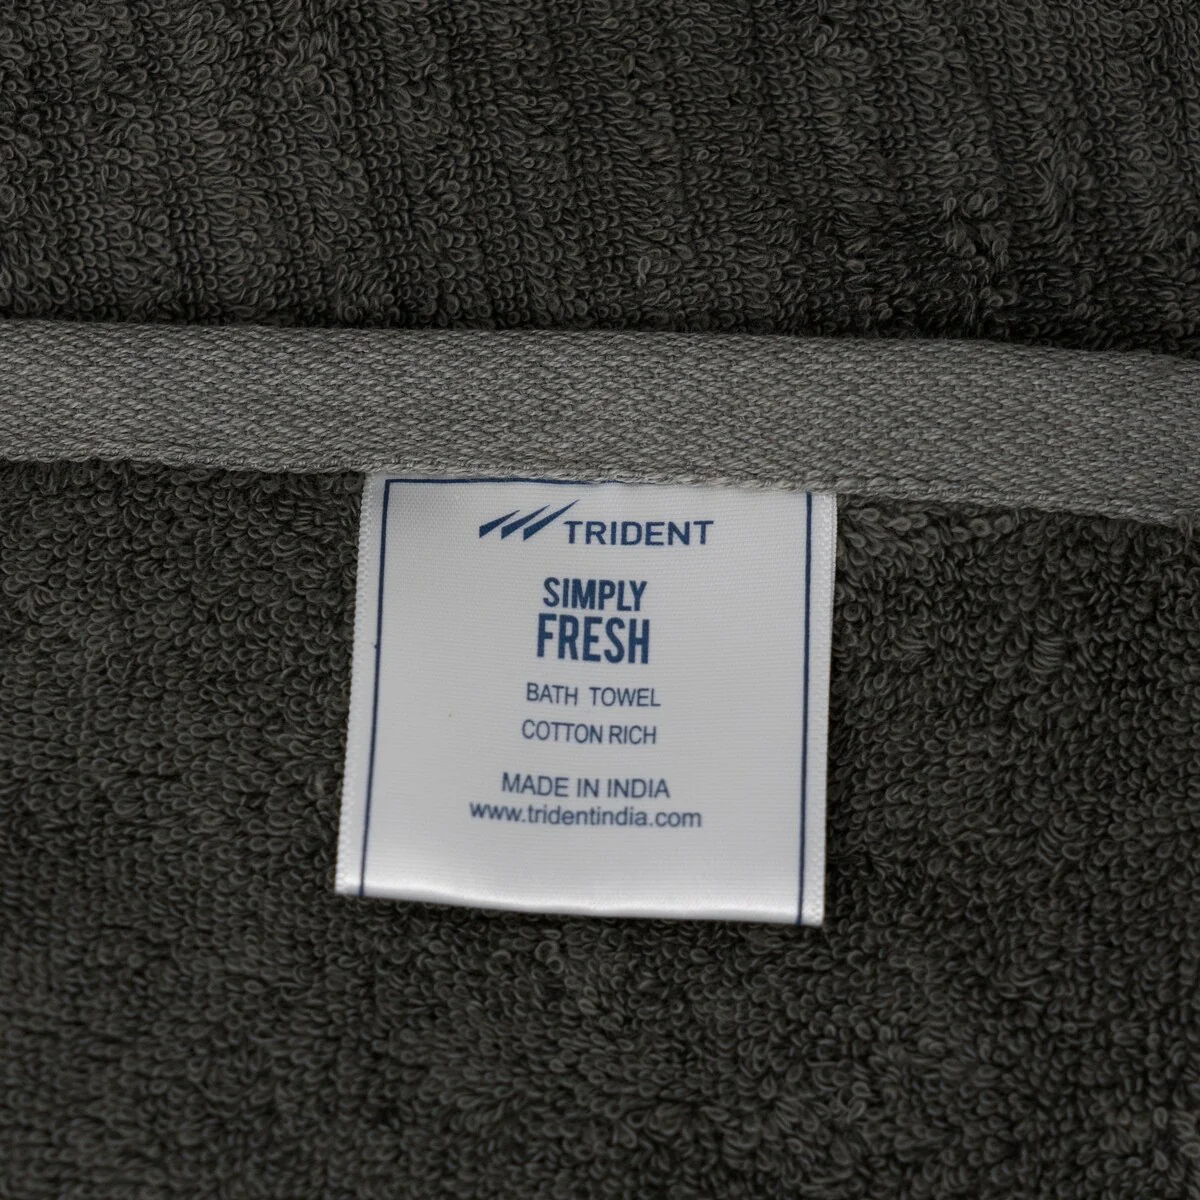 TRIDENT
SIMPLY
FRESH
BATH TOWEL
COTTON RICH
MADE IN INDIA
www.tridentindia.com